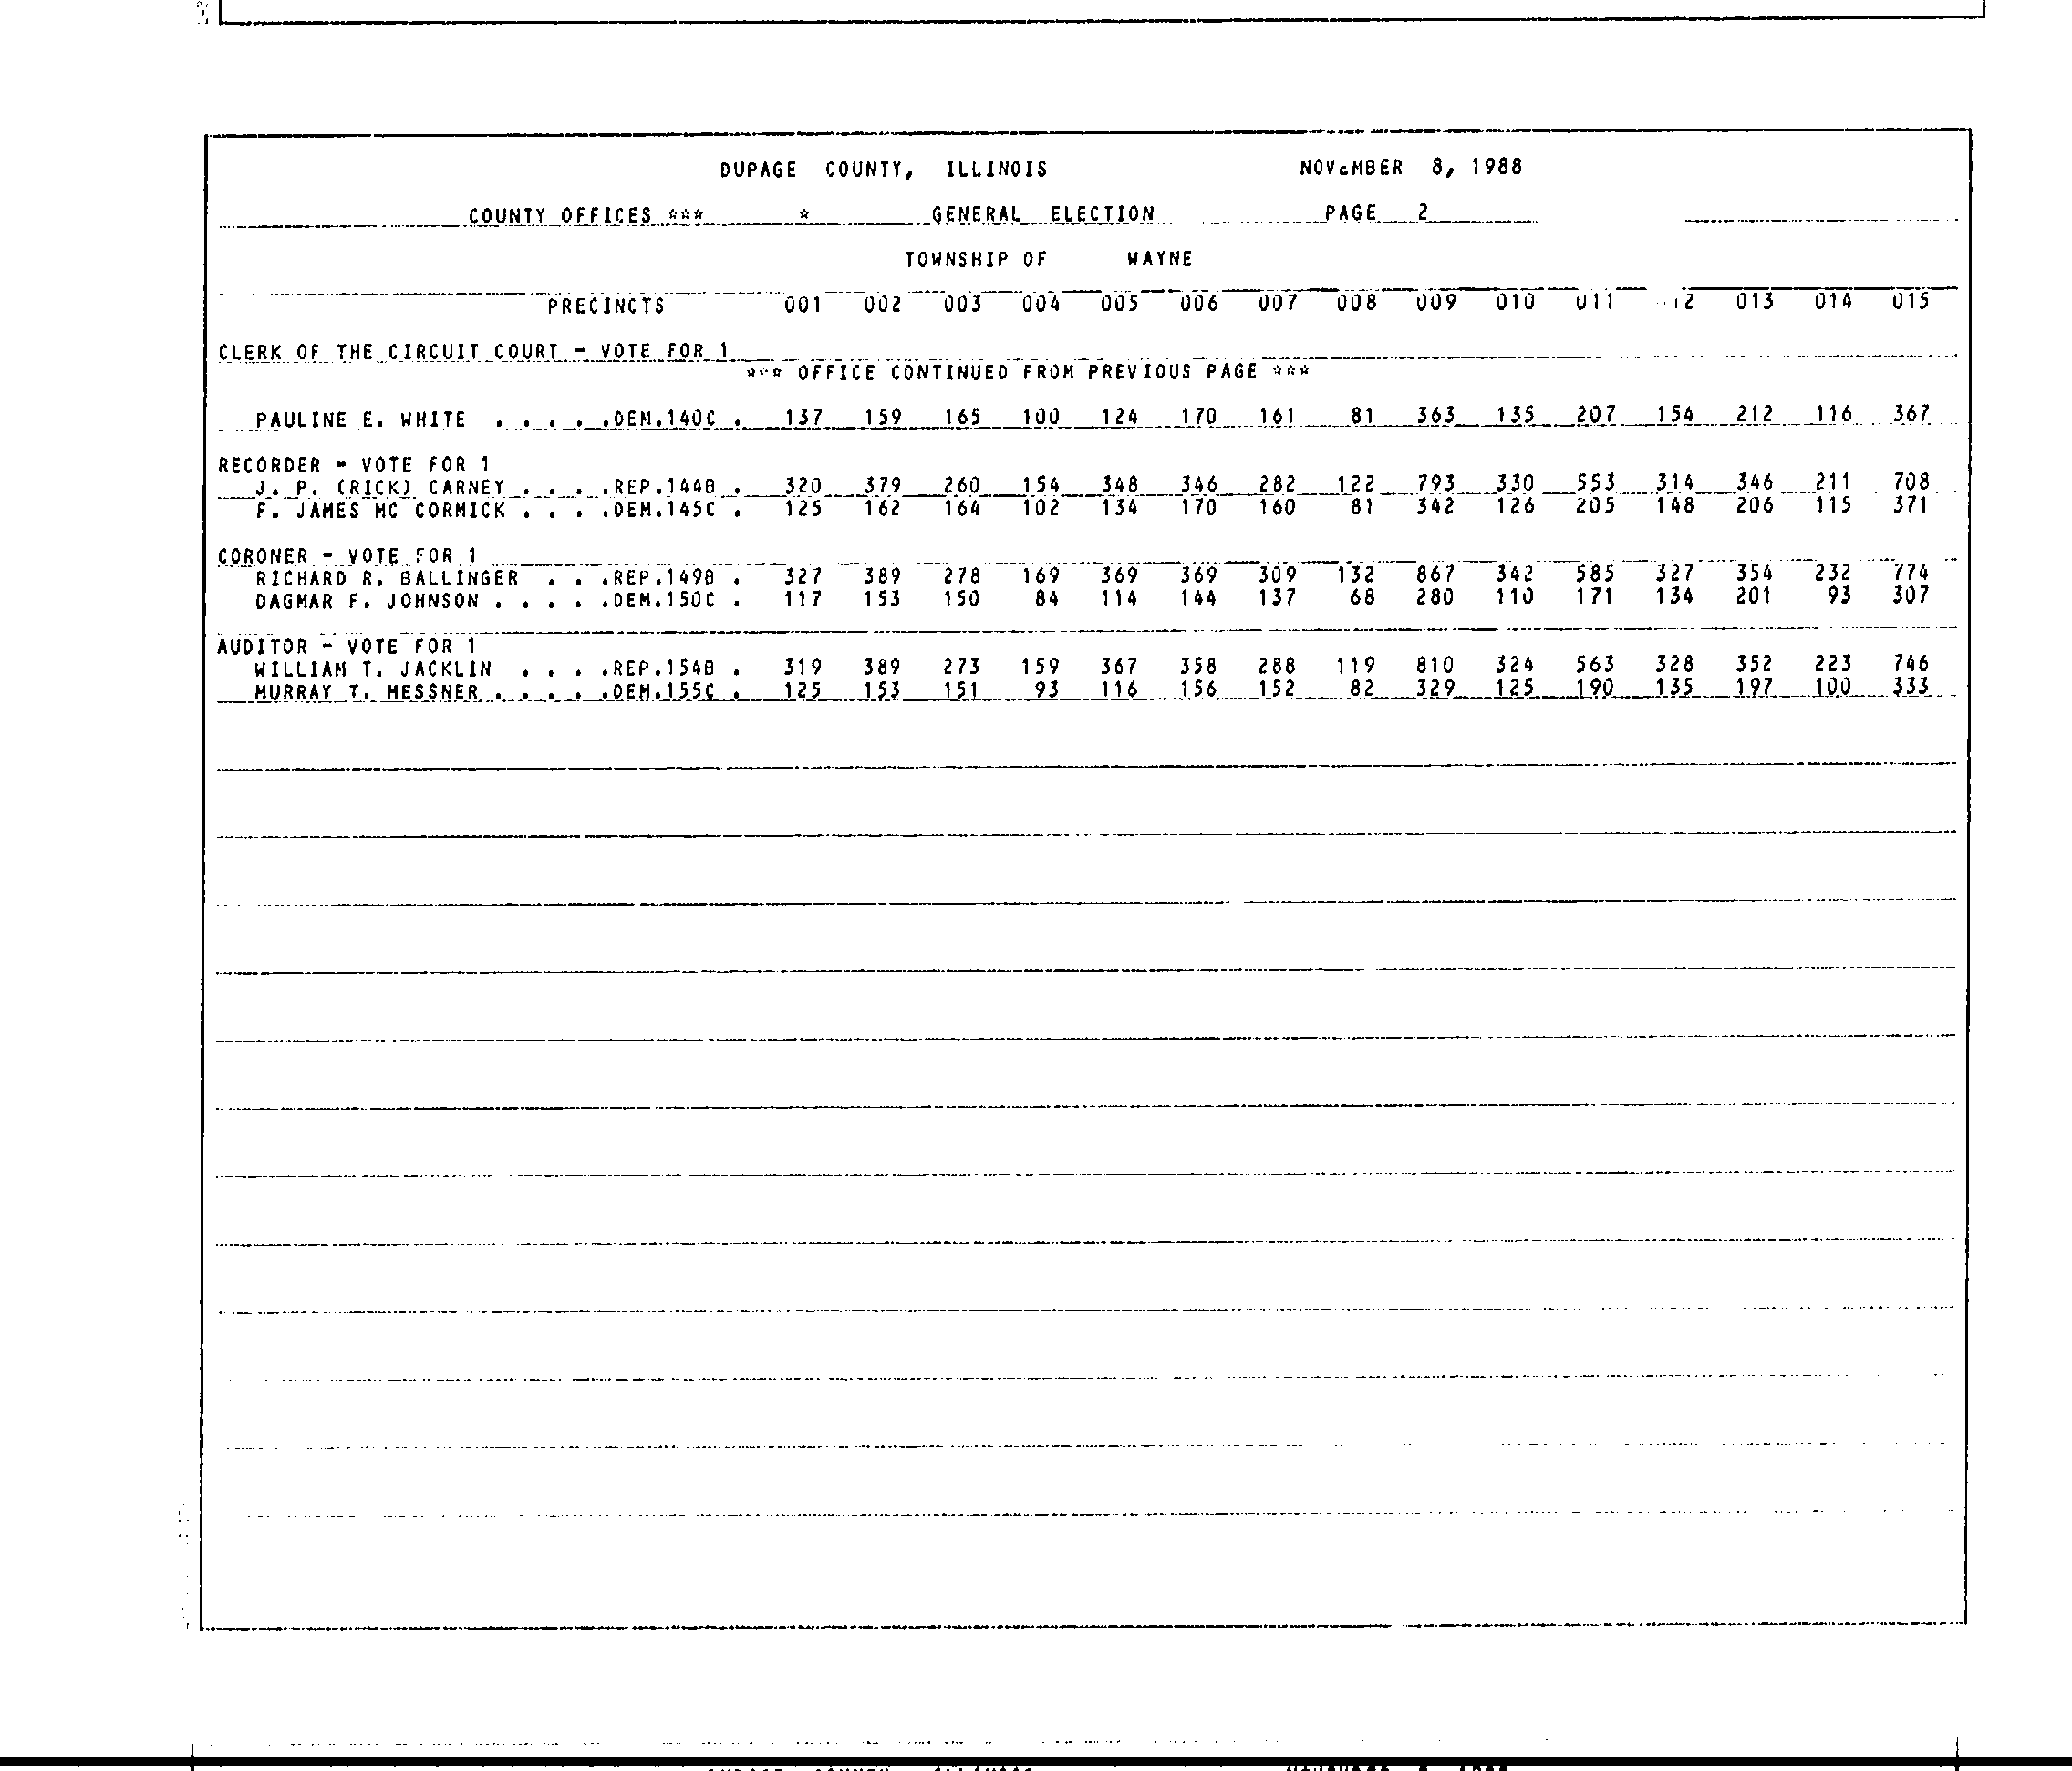 DUPAGE COUNTY, ILLINOIS NOVEMBER 8, 1988
COUNTY OFFICES *** * GENERAL ELECTION PAGE 2
TOWNSHIP OF WAYNE
PRECINCTS 001 002 003 004 005 006 007 008 009 010 011 12 013 014 015
CLERK OF THE CIRCUIT COURT - VOTE FOR 1
*** OFFICE CONTINUED FROM PREVIOUS PAGE ***
PAULINE E. WHITE . . . . .DEM.140C . 137 159 165 100 124 170 161 81 363 135 207 154 212 116 367
RECORDER - VOTE FOR 1
J. P. (RICK) CARNEY . . . .REP.144B . 320 379 260 154 348 346 282 122 793 330 553 314 346 211 708
F. JAMES MC CORMICK . . . .DEM.145C . 125 162 164 102 134 170 160 81 342 126 205 148 206 115 371
CORONER - VOTE FOR 1
RICHARD R. BALLINGER . . .REP.149B . 327 389 278 169 369 369 309 132 867 342 585 327 354 232 774
DAGMAR F. JOHNSON . . . . .DEM.150C . 117 153 150 84 114 144 137 68 280 110 171 134 201 93 307
AUDITOR - VOTE FOR 1
WILLIAM T. JACKLIN . . . .REP.154B . 319 389 273 159 367 358 288 119 810 324 563 328 352 223 746
MURRAY T. MESSNER . . . . .DEM.155C . 125 153 151 93 116 156 152 82 329 125 190 135 197 100 333